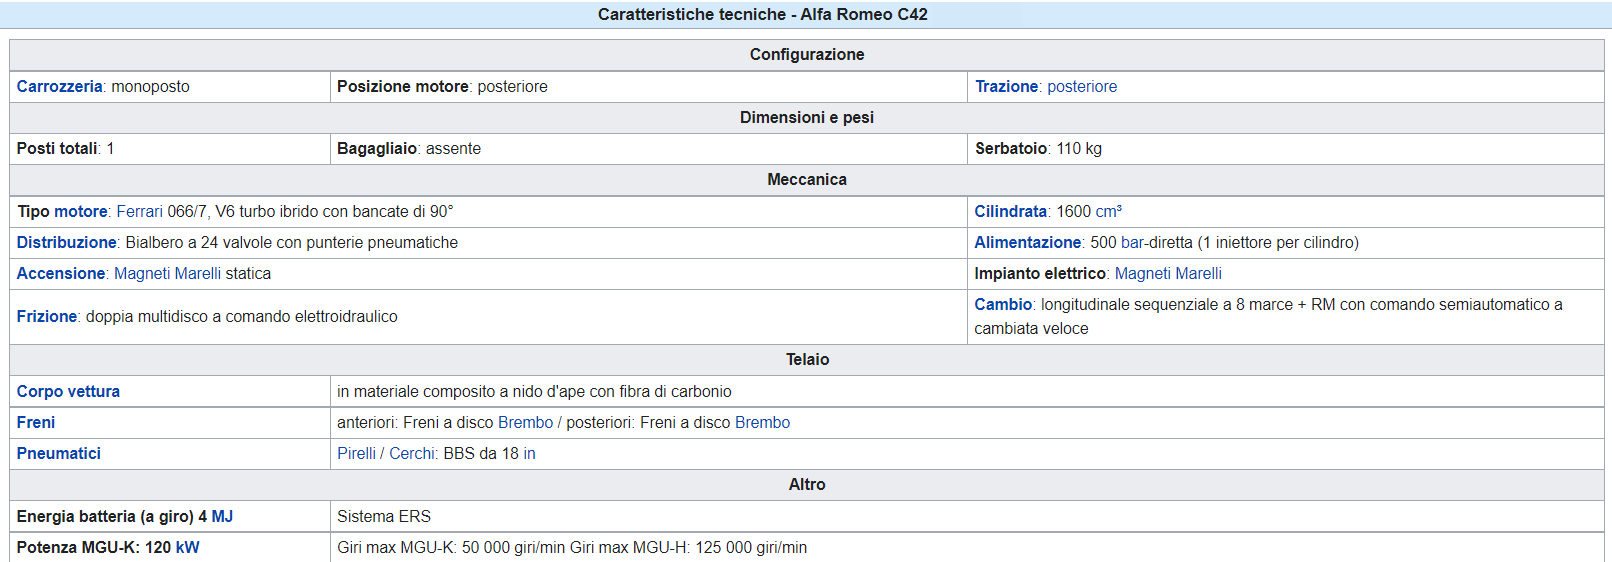 Caratteristiche tecniche - Alfa Romeo C42
Configurazione
Carrozzeria: monoposto Posizione motore: posteriore Trazione: posteriore
Dimensioni e pesi
Posti totali: 1 Bagagliaio: assente Serbatoio: 110 kg
Meccanica
Tipo motore: Ferrari 066/7, V6 turbo ibrido con bancate di 90° Cilindrata: 1600 cm³
Distribuzione: Bialbero a 24 valvole con punterie pneumatiche Alimentazione: 500 bar-diretta (1 iniettore per cilindro)
Accensione: Magneti Marelli statica Impianto elettrico: Magneti Marelli
Frizione: doppia multidisco a comando elettroidraulico Cambio: longitudinale sequenziale a 8 marce + RM con comando semiautomatico a
cambiata veloce
Telaio
Corpo vettura in materiale composito a nido d'ape con fibra di carbonio
Freni anteriori: Freni a disco Brembo / posteriori: Freni a disco Brembo
Pneumatici Pirelli / Cerchi: BBS da 18 in
Altro
Energia batteria (a giro) 4 MJ Sistema ERS
Potenza MGU-K: 120 kW Giri max MGU-K: 50 000 giri/min Giri max MGU-H: 125 000 giri/min